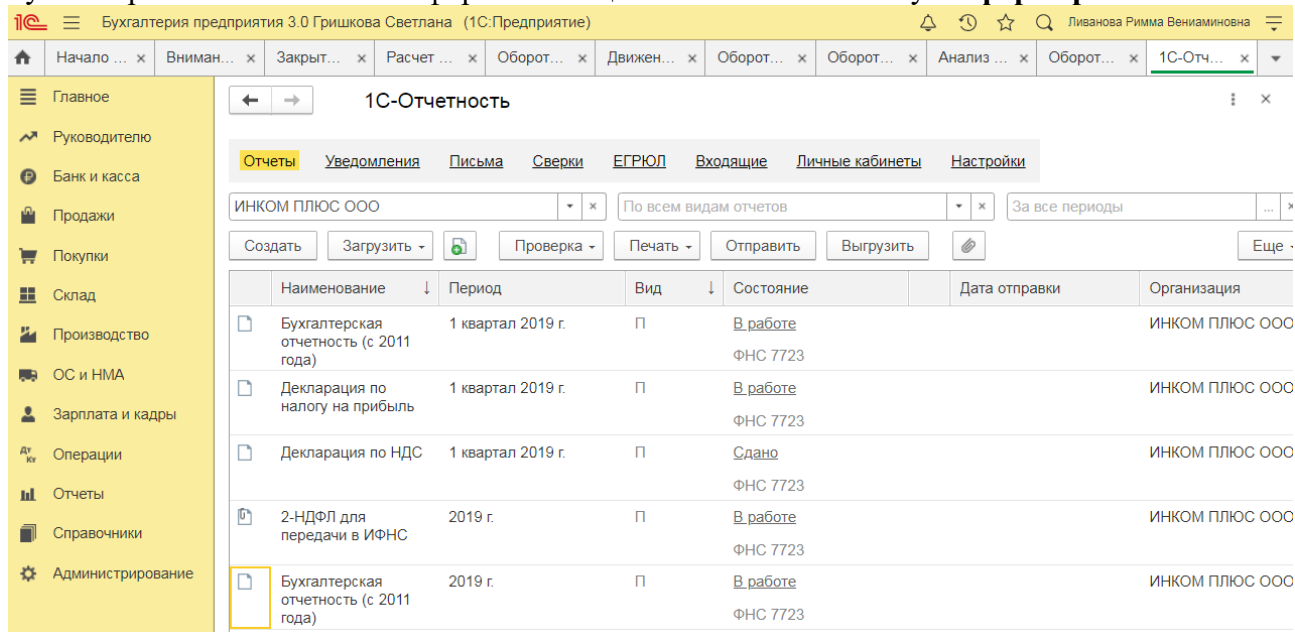 1С Бухгалтерия предприятия 3.0 Гришкова Светлана (1С:Предприятие) Ливанова Римма Вениаминовна
Начало ... × Вниман... × Закрыт... × Расчет ... × Оборот... × Движен... × Оборот... × Оборот... × Анализ ... × Оборот... × 1С-Отч... ×
Главное
Руководителю
Банк и касса
Продажи
Покупки
Склад
Производство
ОС и НМА
Зарплата и кадры
Операции
Отчеты
Справочники
Администрирование
1С-Отчетность
Отчеты Уведомления Письма Сверки ЕГРЮЛ Входящие Личные кабинеты Настройки
ИНКОМ ПЛЮС ООО По всем видам отчетов За все периоды ...
Создать Загрузить Проверка Печать Отправить Выгрузить Еще
Наименование ↓ Период Вид ↓ Состояние Дата отправки Организация
Бухгалтерская 1 квартал 2019 г. П В работе ИНКОМ ПЛЮС ООО
отчетность (с 2011
года) ФНС 7723
Декларация по 1 квартал 2019 г. П В работе ИНКОМ ПЛЮС ООО
налогу на прибыль
ФНС 7723
Декларация по НДС 1 квартал 2019 г. П Сдано ИНКОМ ПЛЮС ООО
ФНС 7723
2-НДФЛ для 2019 г. П В работе ИНКОМ ПЛЮС ООО
передачи в ИФНС
ФНС 7723
Бухгалтерская 2019 г. П В работе ИНКОМ ПЛЮС ООО
отчетность (с 2011
года) ФНС 7723